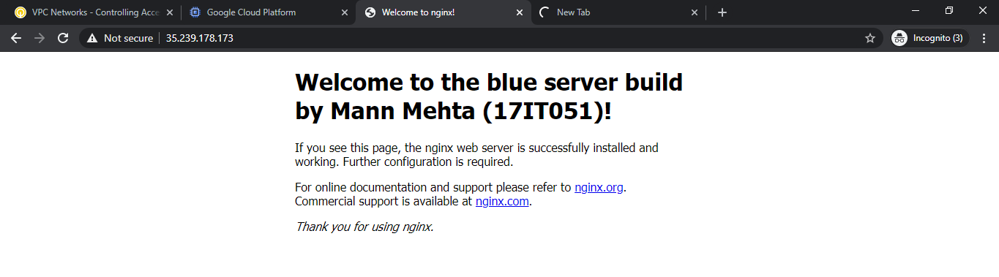 VPC Networks - Controlling Acce
Google Cloud Platform
Welcome to nginx!
New Tab
Not secure
35.239.178.173
Incognito (3)
Welcome to the blue server build
by Mann Mehta (17IT051)!
If you see this page, the nginx web server is successfully installed and
working. Further configuration is required.
For online documentation and support please refer to nginx.org.
Commercial support is available at nginx.com.
Thank you for using nginx.